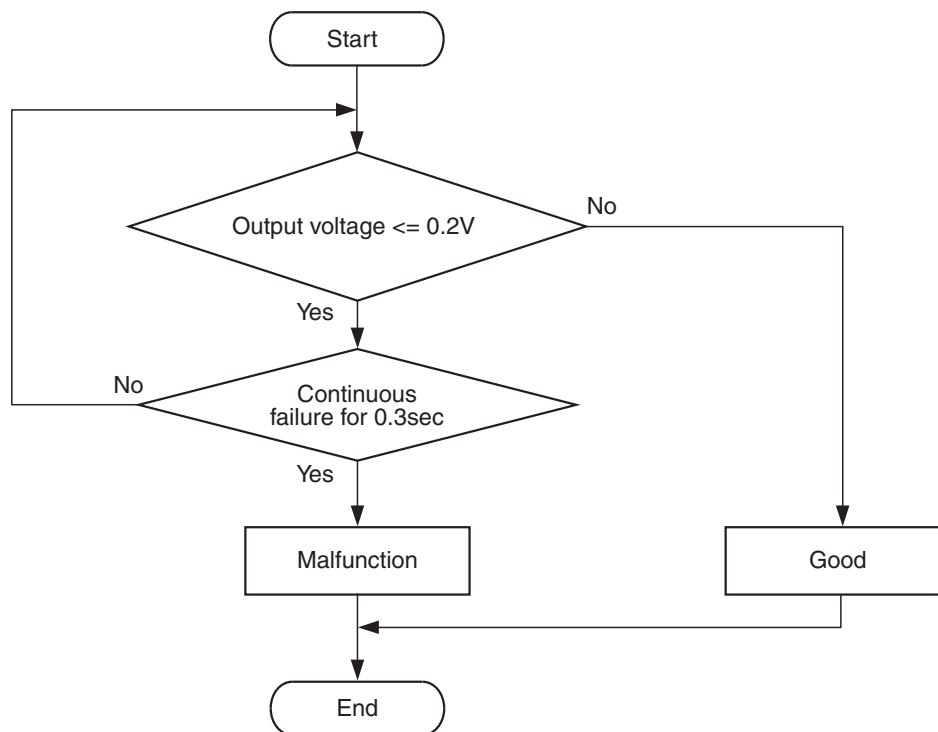 Start
Output voltage <= 0.2V
No
Yes
No
Continuous
failure for 0.3sec
Yes
Malfunction
Good
End